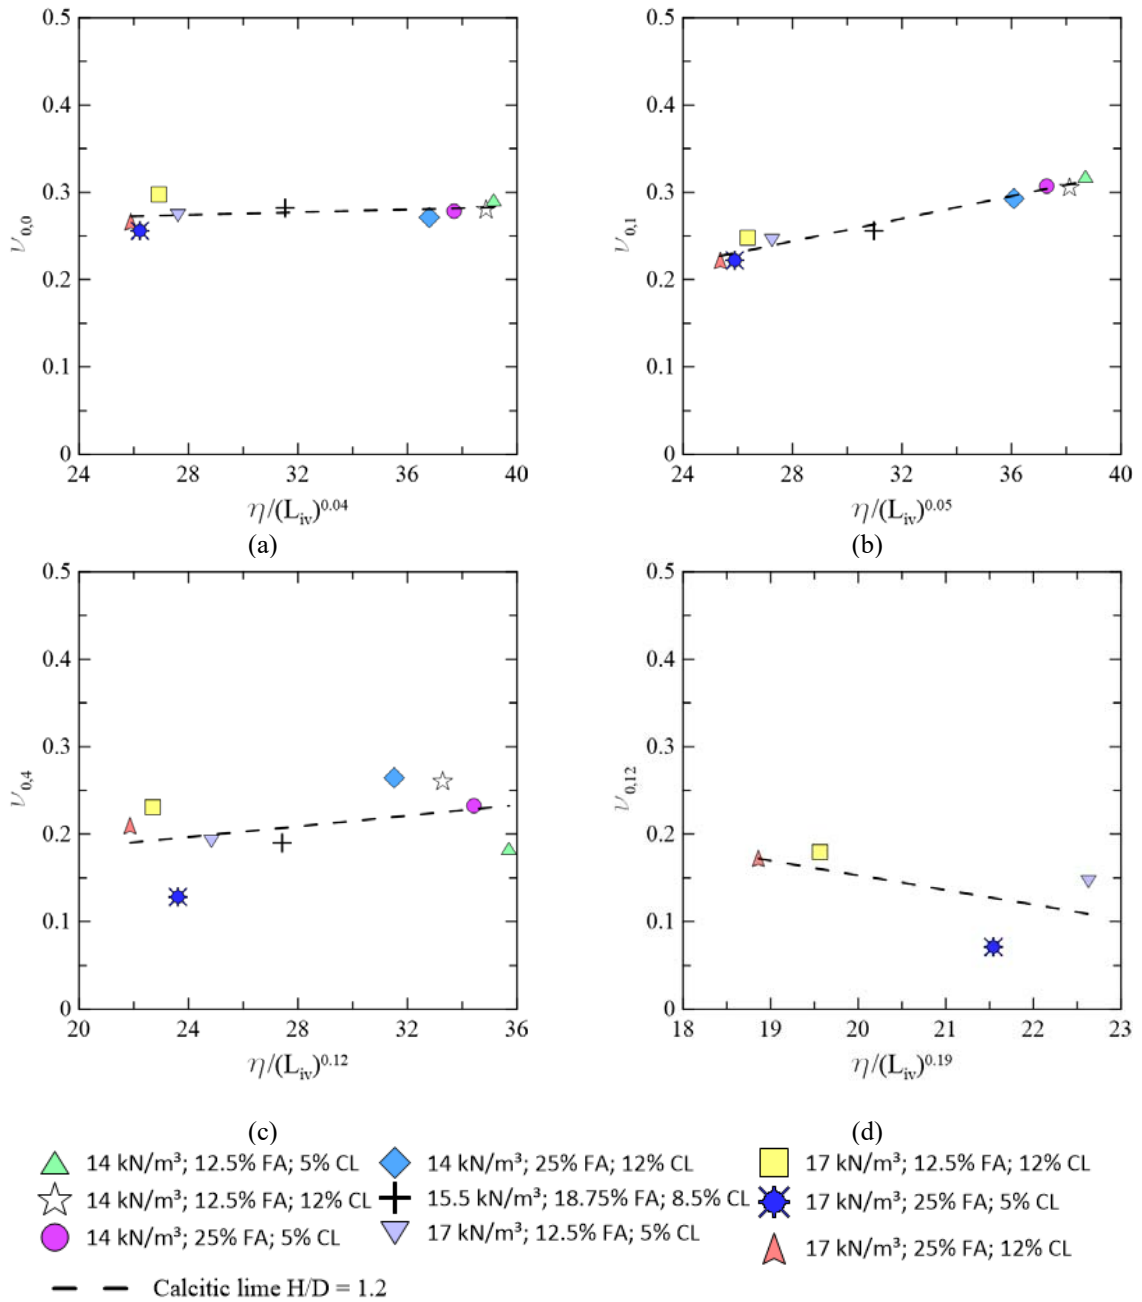 0.5
0.4
0.3
0.2
0.1
0
ν0,0
24 28 32 36 40
η/(Liv)^0.04
(a)
0.5
0.4
0.3
0.2
0.1
0
ν0,1
24 28 32 36 40
η/(Liv)^0.05
(b)
0.5
0.4
0.3
0.2
0.1
0
ν0,4
20 24 28 32 36
η/(Liv)^0.12
(c)
0.5
0.4
0.3
0.2
0.1
0
ν0,12
18 19 20 21 22 23
η/(Liv)^0.19
(d)
14 kN/m³; 12.5% FA; 5% CL
14 kN/m³; 12.5% FA; 12% CL
14 kN/m³; 25% FA; 5% CL
14 kN/m³; 25% FA; 12% CL
15.5 kN/m³; 18.75% FA; 8.5% CL
17 kN/m³; 12.5% FA; 5% CL
17 kN/m³; 12.5% FA; 12% CL
17 kN/m³; 25% FA; 5% CL
17 kN/m³; 25% FA; 12% CL
Calcitic lime H/D = 1.2